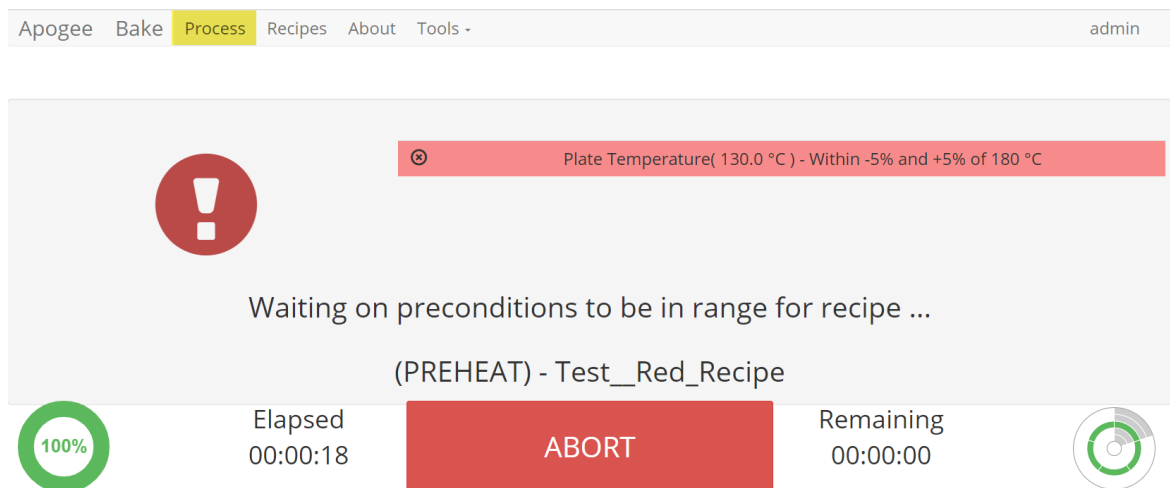 Apogee Bake Process Recipes About Tools admin
Plate Temperature( 130.0 °C ) - Within -5% and +5% of 180 °C
Waiting on preconditions to be in range for recipe ...
(PREHEAT) - Test__Red_Recipe
100%
Elapsed
00:00:18
ABORT
Remaining
00:00:00